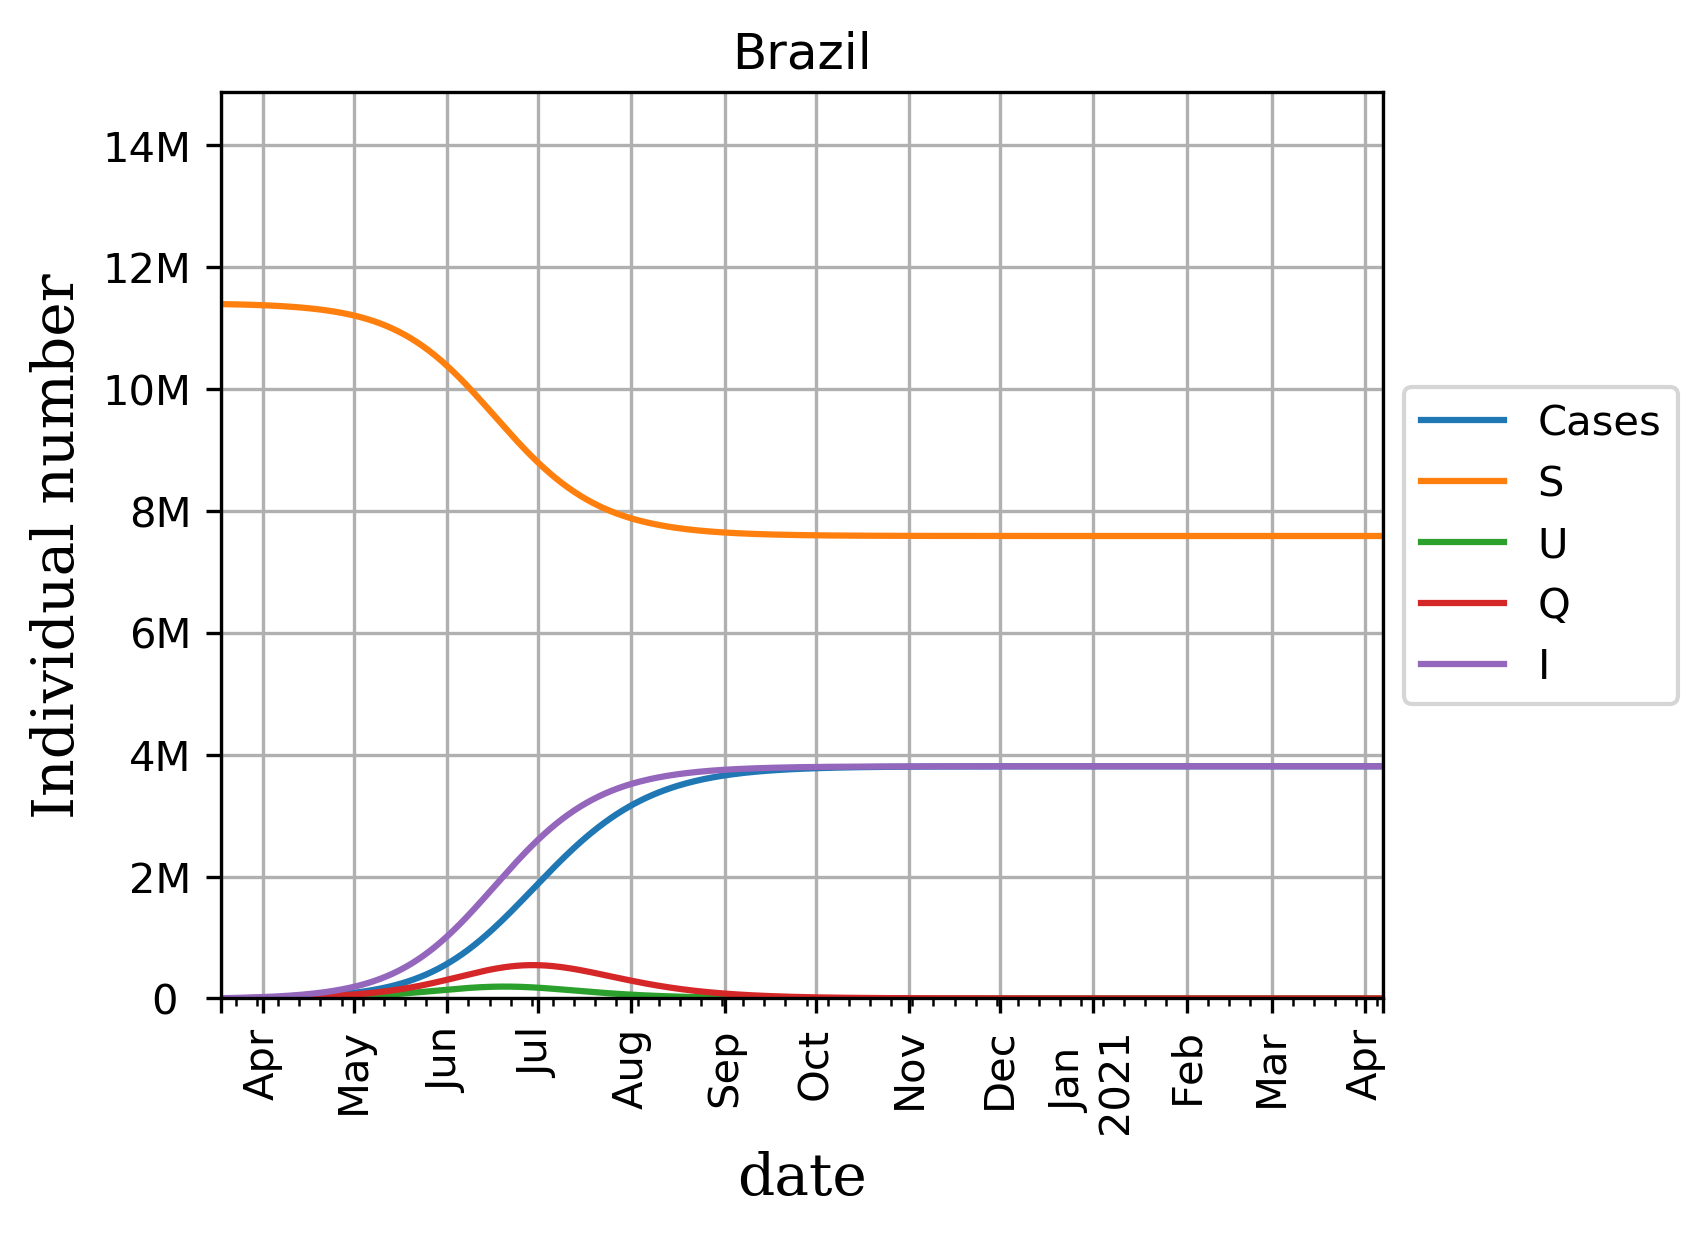 Brazil
Individual number
14M
12M
10M
8M
6M
4M
2M
0
Apr
May
Jun
Jul
Aug
Sep
Oct
Nov
Dec
Jan
2021
Feb
Mar
Apr
date
Cases
S
U
Q
I